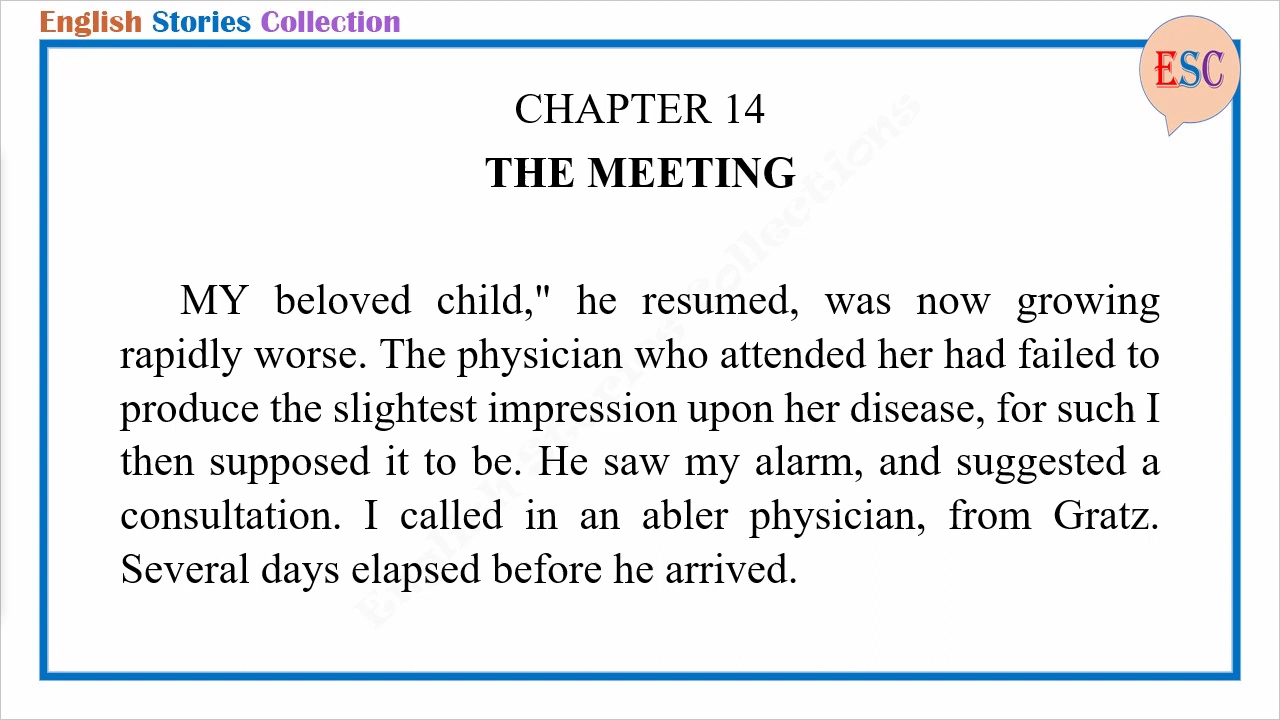 English Stories Collection
ESC
CHAPTER 14
THE MEETING
MY beloved child," he resumed, was now growing
rapidly worse. The physician who attended her had failed to
produce the slightest impression upon her disease, for such I
then supposed it to be. He saw my alarm, and suggested a
consultation. I called in an abler physician, from Gratz.
Several days elapsed before he arrived.
English Stories Collections